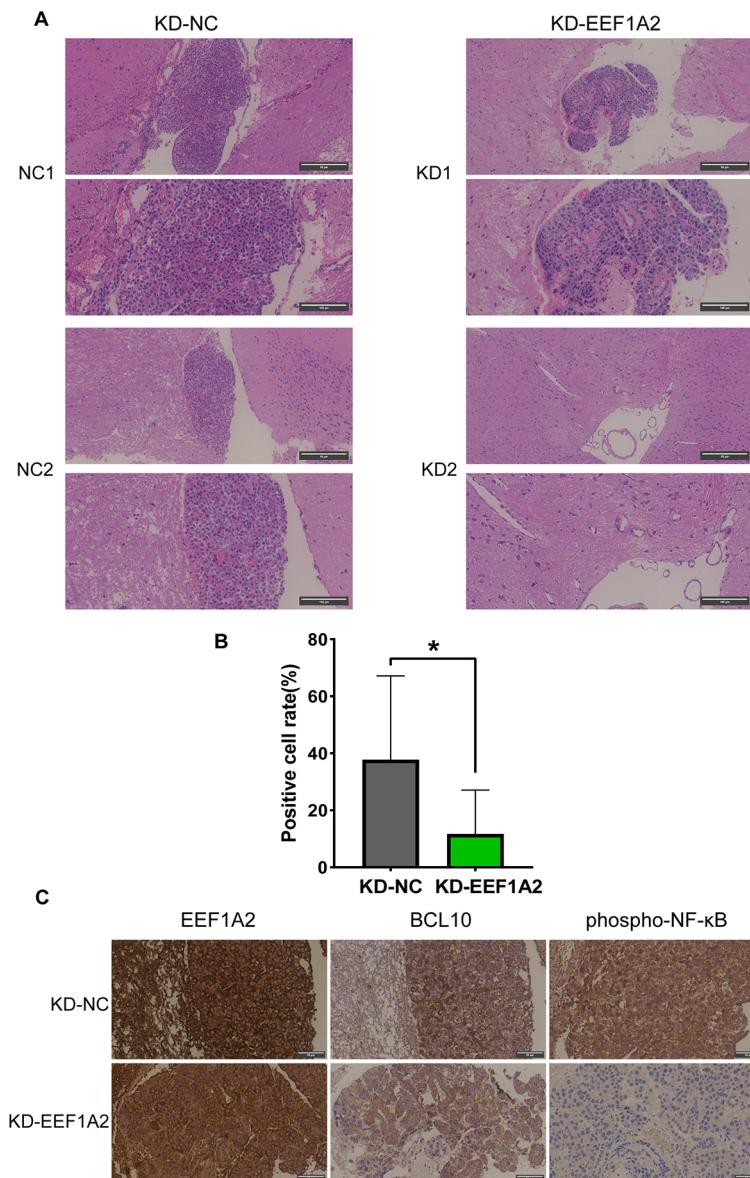 A
KD-NC
KD-EEF1A2
NC1
KD1
NC2
KD2
B
Positive cell rate(%)
80
60
40
20
0
*
KD-NC
KD-EEF1A2
C
EEF1A2
BCL10
phospho-NF-κB
KD-NC
KD-EEF1A2